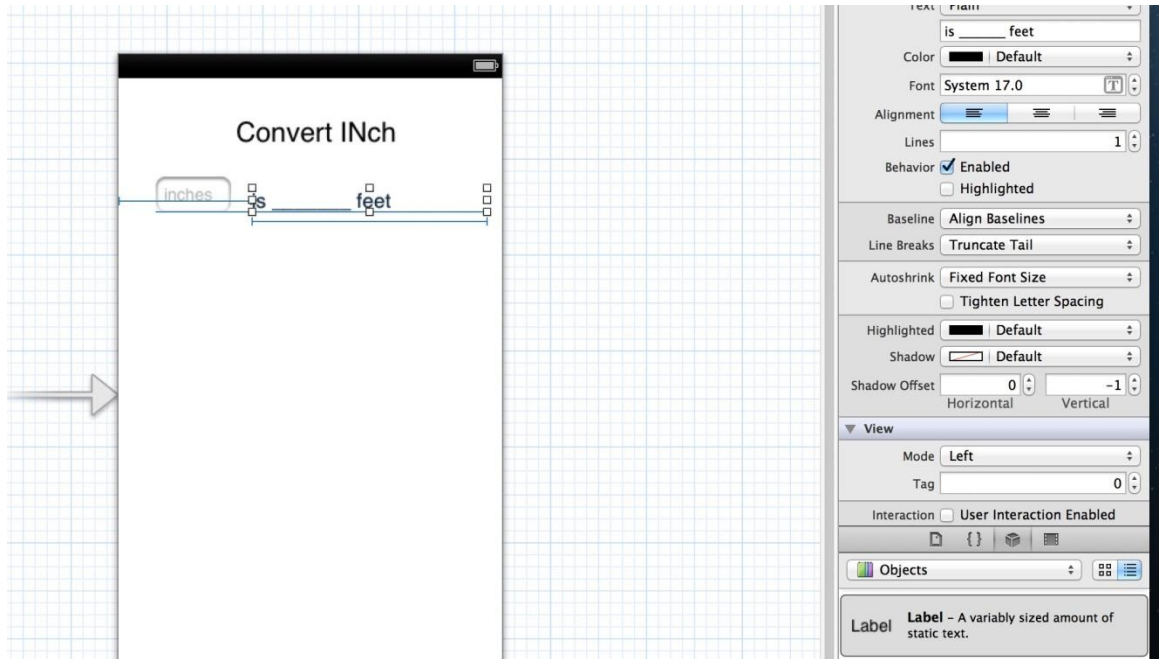 Text Plain
is _______ feet
Color Default
Font System 17.0 T
Alignment
Lines 1
Behavior Enabled
Highlighted
Baseline Align Baselines
Line Breaks Truncate Tail
Autoshrink Fixed Font Size
Tighten Letter Spacing
Highlighted Default
Shadow Default
Shadow Offset 0 -1
Horizontal Vertical
View
Mode Left
Tag 0
Interaction User Interaction Enabled
{}
Objects
Label Label – A variably sized amount of
static text.
Convert INch
inches is _______ feet